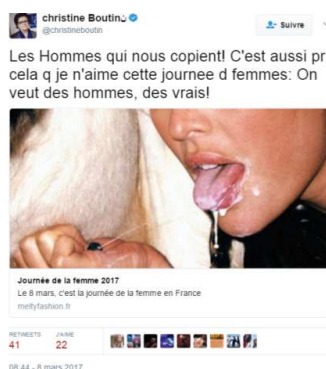 christine Boutin
@christineboutin
Suivre
Les Hommes qui nous copient! C'est aussi pr
cela q je n'aime cette journee d femmes: On
veut des hommes, des vrais!
Journée de la femme 2017
Le 8 mars, c'est la journée de la femme en France
meltyfashion.fr
RETWEETS
J'AIME
41
22
08:44 - 8 mars 2017